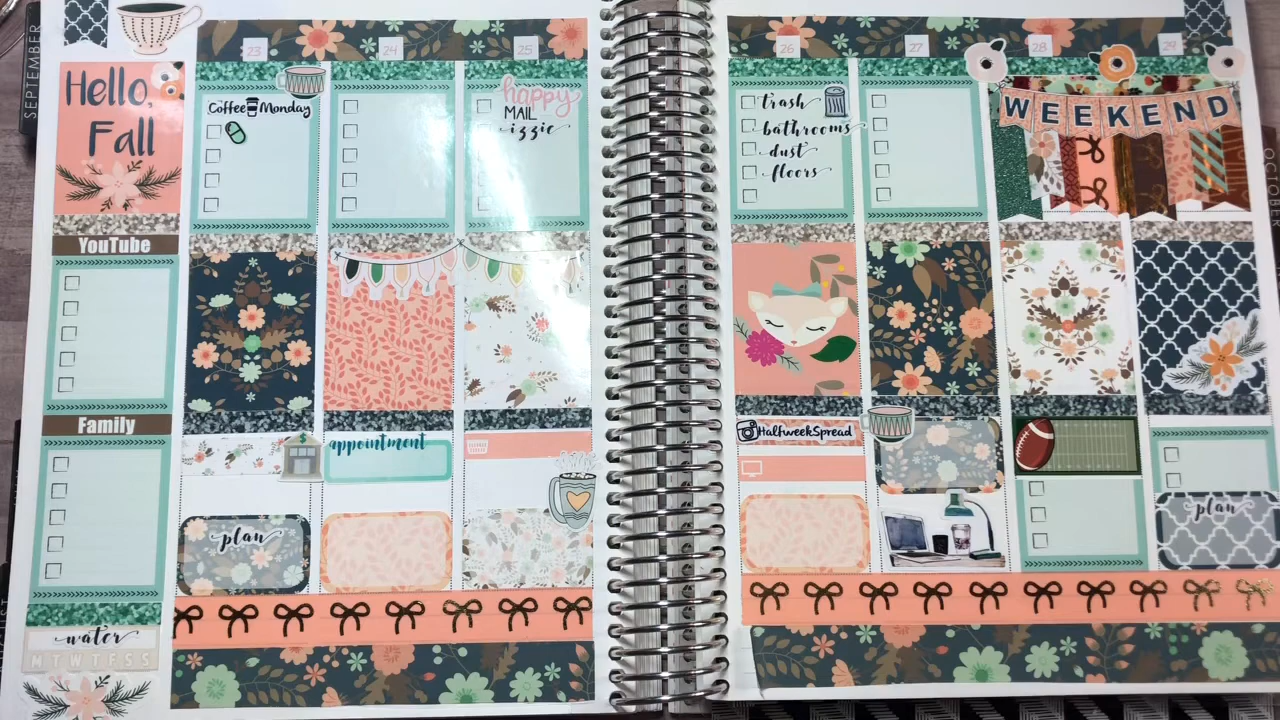 SEPTEMBER
Hello,
Fall
YouTube
Family
water
M T W T F S S
23
24
25
Coffee Monday
happy
MAIL
izzie
appointment
plan
26
27
28
29
trash
bathrooms
dust
floors
WEEKEND
HalfweekSpread
plan
OCTOBER